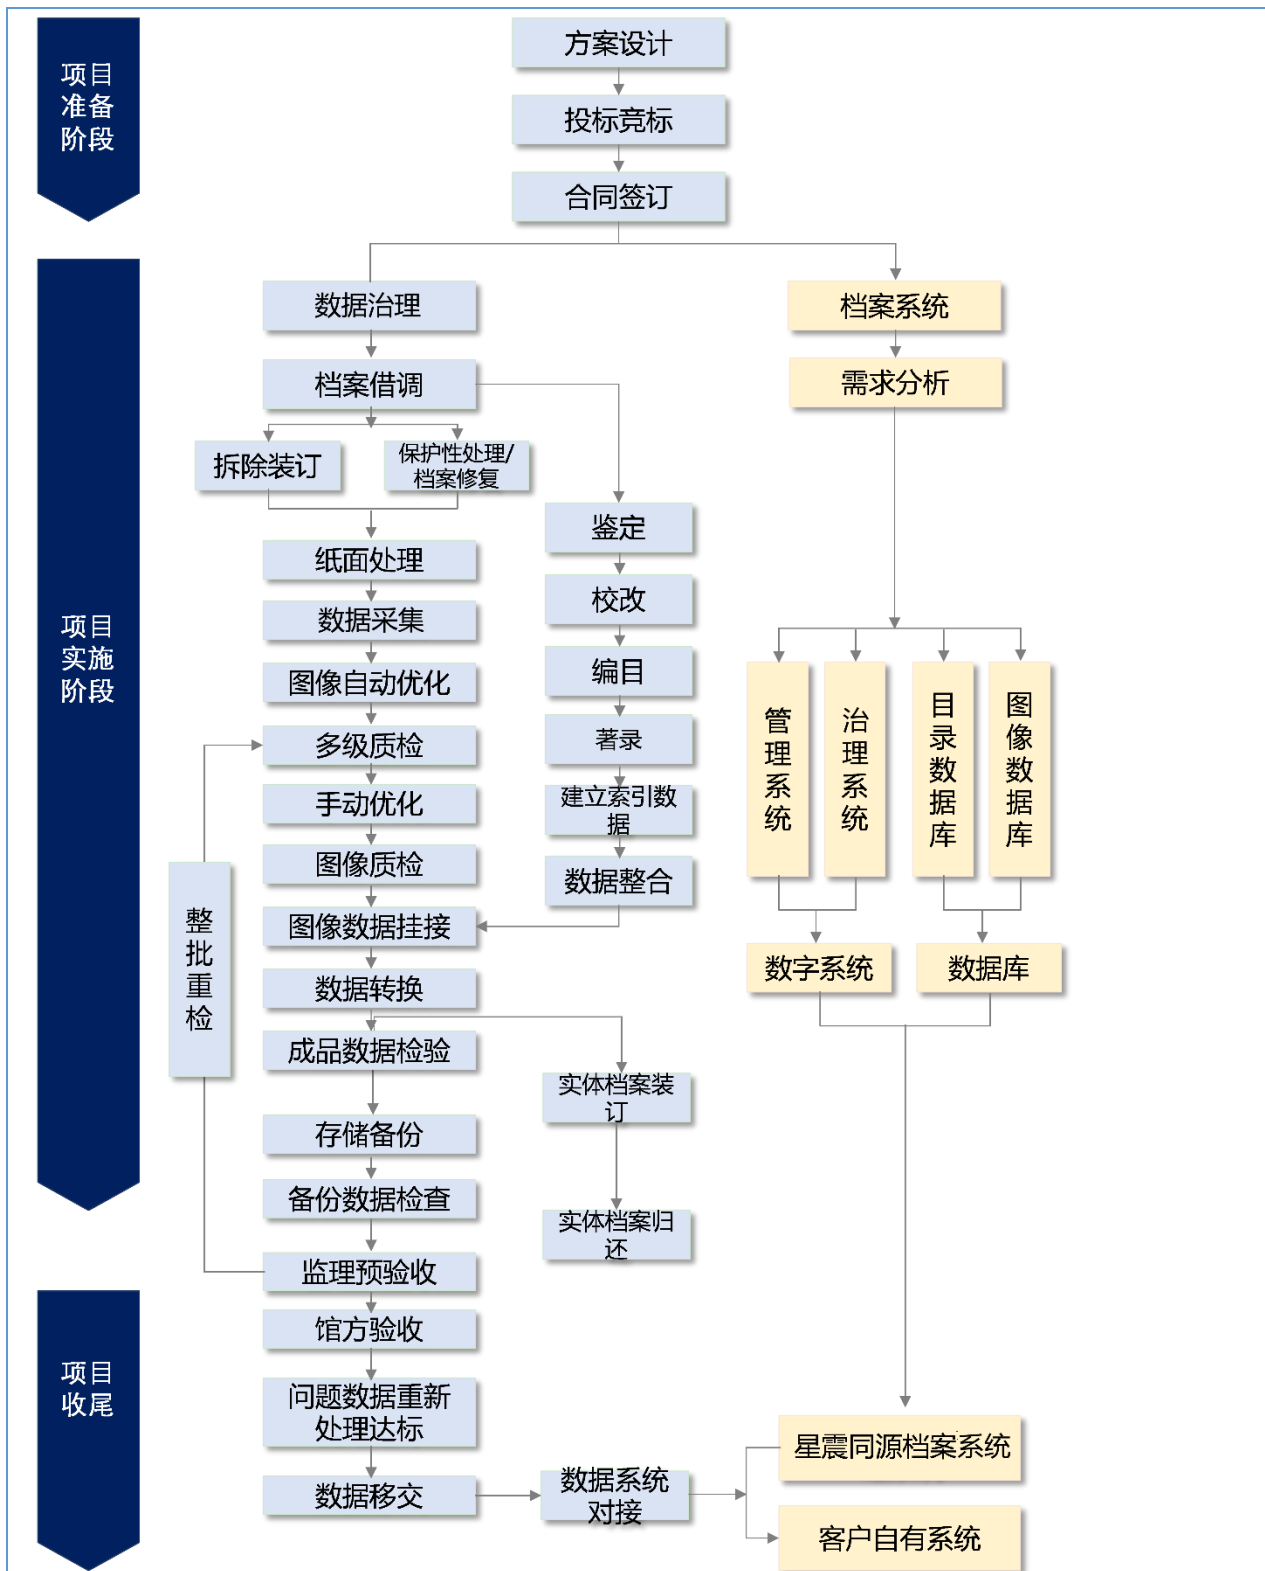 项目
准备
阶段
方案设计
投标竞标
合同签订
项目
实施
阶段
数据治理
档案借调
拆除装订
保护性处理/
档案修复
纸面处理
数据采集
图像自动优化
多级质检
手动优化
图像质检
图像数据挂接
数据转换
成品数据检验
存储备份
备份数据检查
监理预验收
整批重检
鉴定
校改
编目
著录
建立索引数
据
数据整合
实体档案装
订
实体档案归
还
档案系统
需求分析
管理系统
治理系统
目录数据库
图像数据库
数字系统
数据库
项目
收尾
馆方验收
问题数据重新
处理达标
数据移交
数据系统
对接
星震同源档案系统
客户自有系统